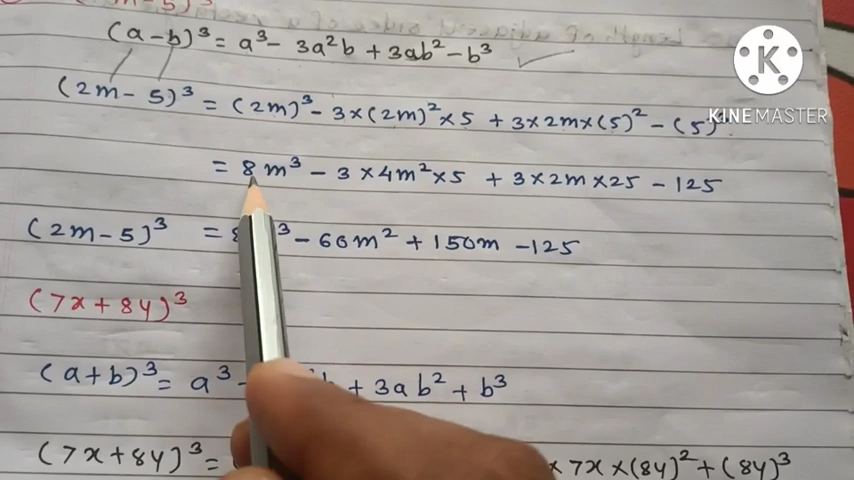 (2m-5)³
(a-b)³ = a³ - 3a²b + 3ab² - b³
(2m-5)³ = (2m)³ - 3×(2m)²×5 + 3×2m×(5)² - (5)
= 8m³ - 3×4m²×5 + 3×2m×25 - 125
(2m-5)³ = ³ - 60m² + 150m - 125
(7x+8y)³
(a+b)³ = a³ + 3ab² + b³
(7x+8y)³ = × 7x × (8y)² + (8y)³
K
KINEMASTER